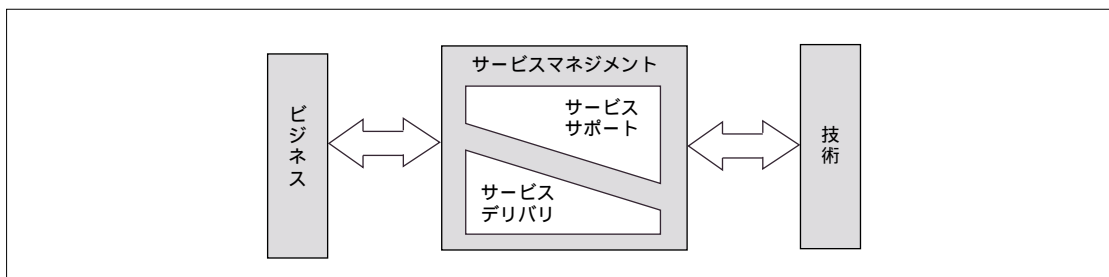 ビジネス
サービスマネジメント
サービス
サポート
サービス
デリバリ
技術